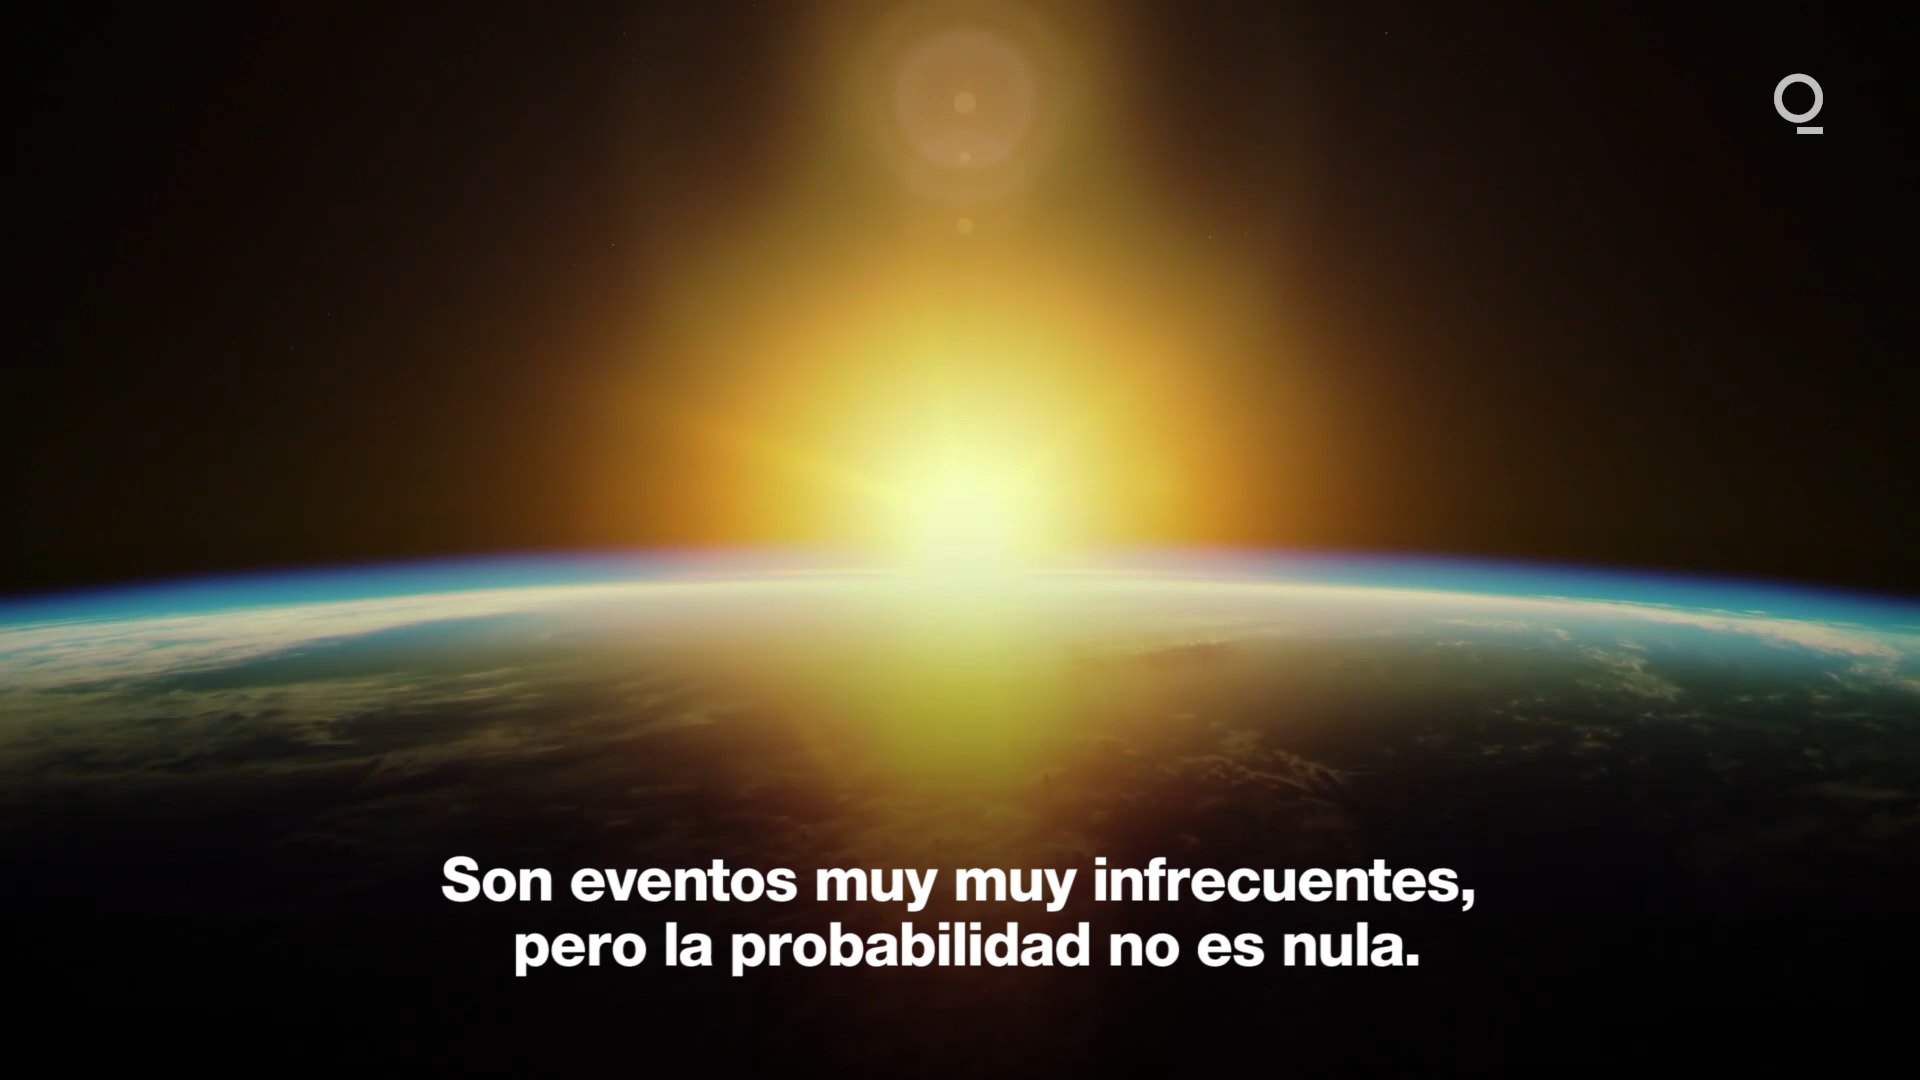 Son eventos muy muy infrecuentes,
pero la probabilidad no es nula.